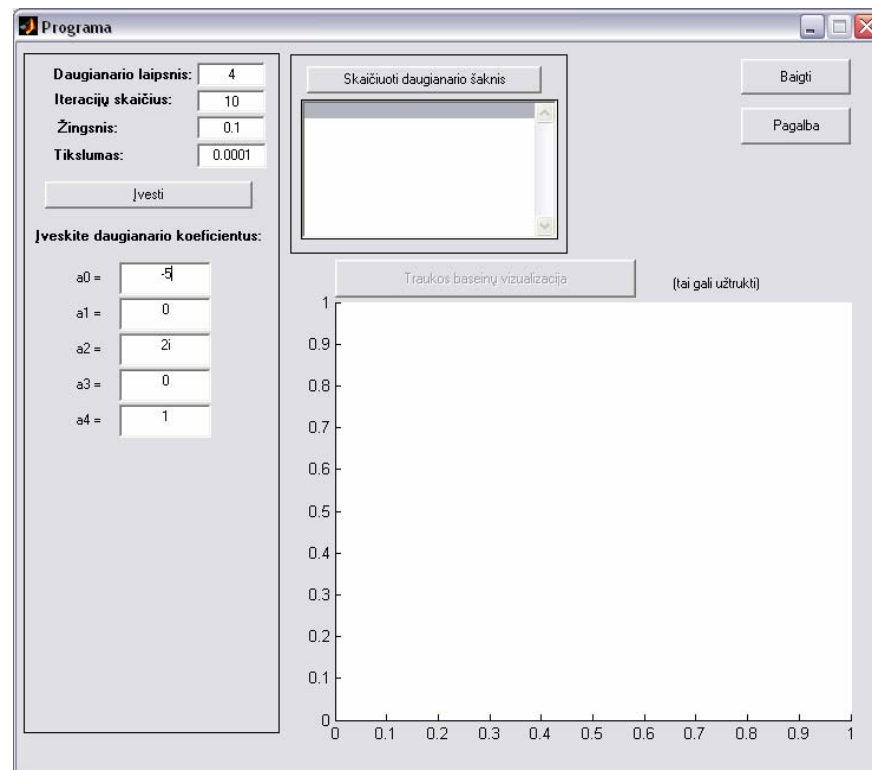 Programa
Daugianario laipsnis: 4
Iteracijų skaičius: 10
Žingsnis: 0.1
Tikslumas: 0.0001
Įvesti
Įveskite daugianario koeficientus:
a0 = -5
a1 = 0
a2 = 2i
a3 = 0
a4 = 1
Skaičiuoti daugianario šaknis
Baigti
Pagalba
Traukos baseinų vizualizacija
(tai gali užtrukti)
1
0.9
0.8
0.7
0.6
0.5
0.4
0.3
0.2
0.1
0
0 0.1 0.2 0.3 0.4 0.5 0.6 0.7 0.8 0.9 1